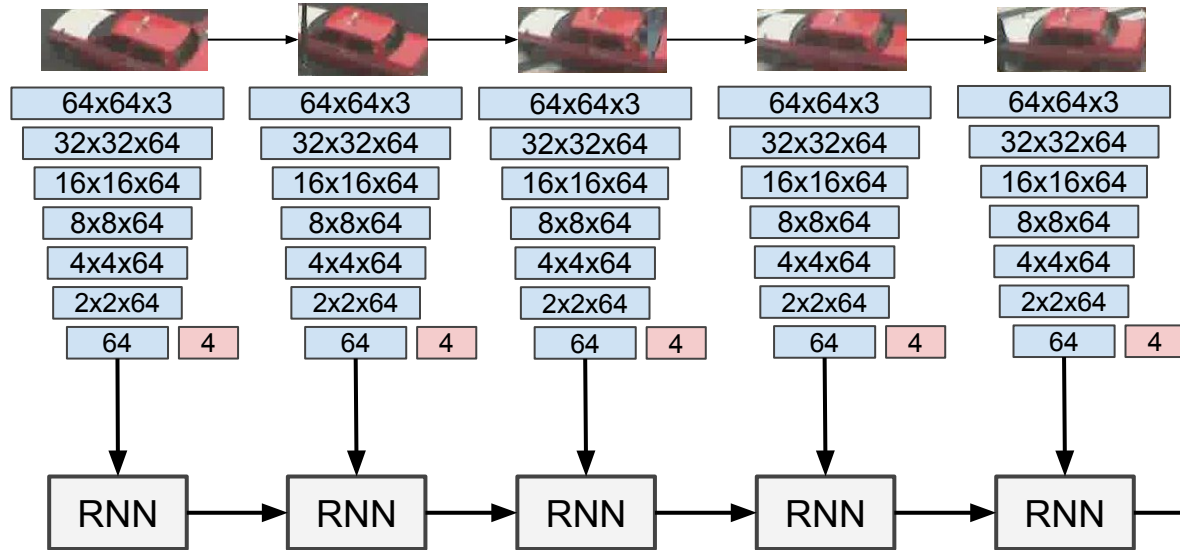 64x64x3 64x64x3 64x64x3 64x64x3 64x64x3
32x32x64 32x32x64 32x32x64 32x32x64 32x32x64
16x16x64 16x16x64 16x16x64 16x16x64 16x16x64
8x8x64 8x8x64 8x8x64 8x8x64 8x8x64
4x4x64 4x4x64 4x4x64 4x4x64 4x4x64
2x2x64 2x2x64 2x2x64 2x2x64 2x2x64
64 4 64 4 64 4 64 4 64 4
RNN RNN RNN RNN RNN